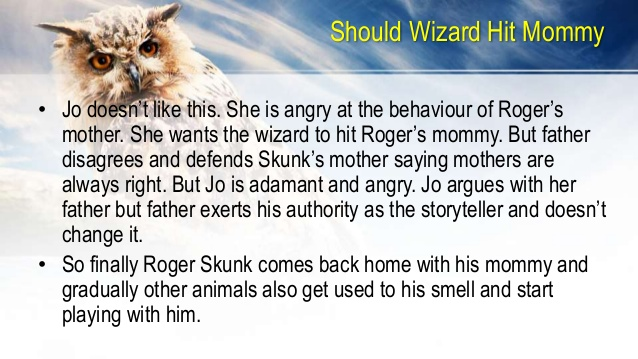 Should Wizard Hit Mommy
• Jo doesn’t like this. She is angry at the behaviour of Roger’s
mother. She wants the wizard to hit Roger’s mommy. But father
disagrees and defends Skunk’s mother saying mothers are
always right. But Jo is adamant and angry. Jo argues with her
father but father exerts his authority as the storyteller and doesn’t
change it.
• So finally Roger Skunk comes back home with his mommy and
gradually other animals also get used to his smell and start
playing with him.